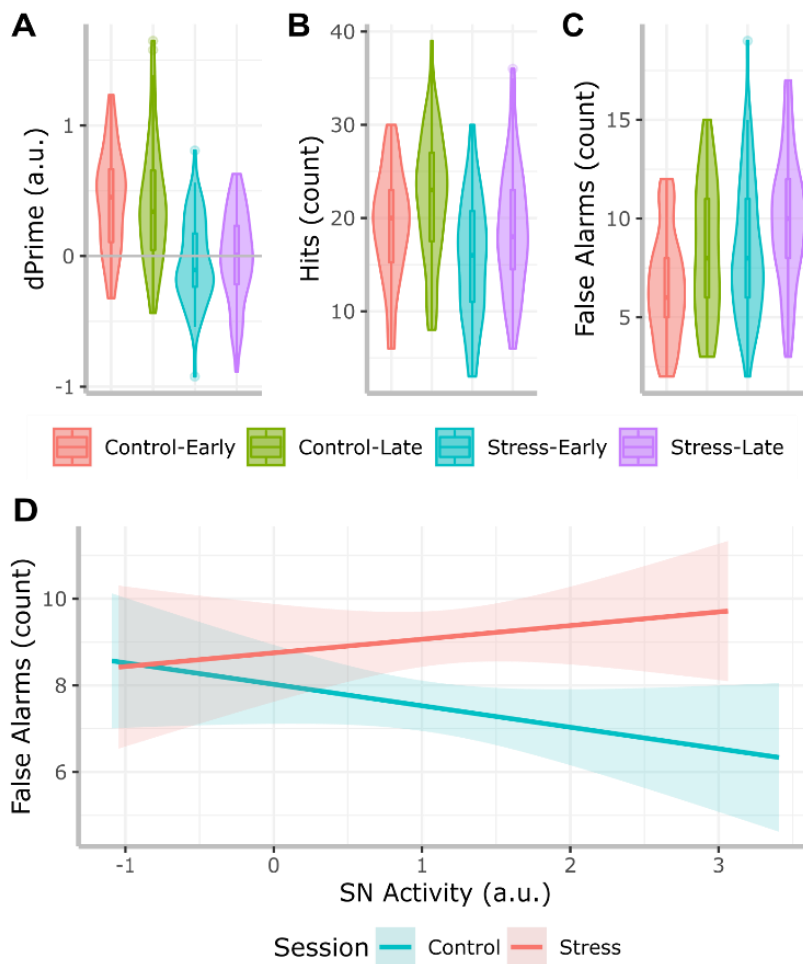 A
B
C
dPrime (a.u.)
1
0
-1
Hits (count)
40
30
20
10
False Alarms (count)
15
10
5
Control-Early Control-Late Stress-Early Stress-Late
D
False Alarms (count)
10
8
6
-1 0 1 2 3
SN Activity (a.u.)
Session Control Stress